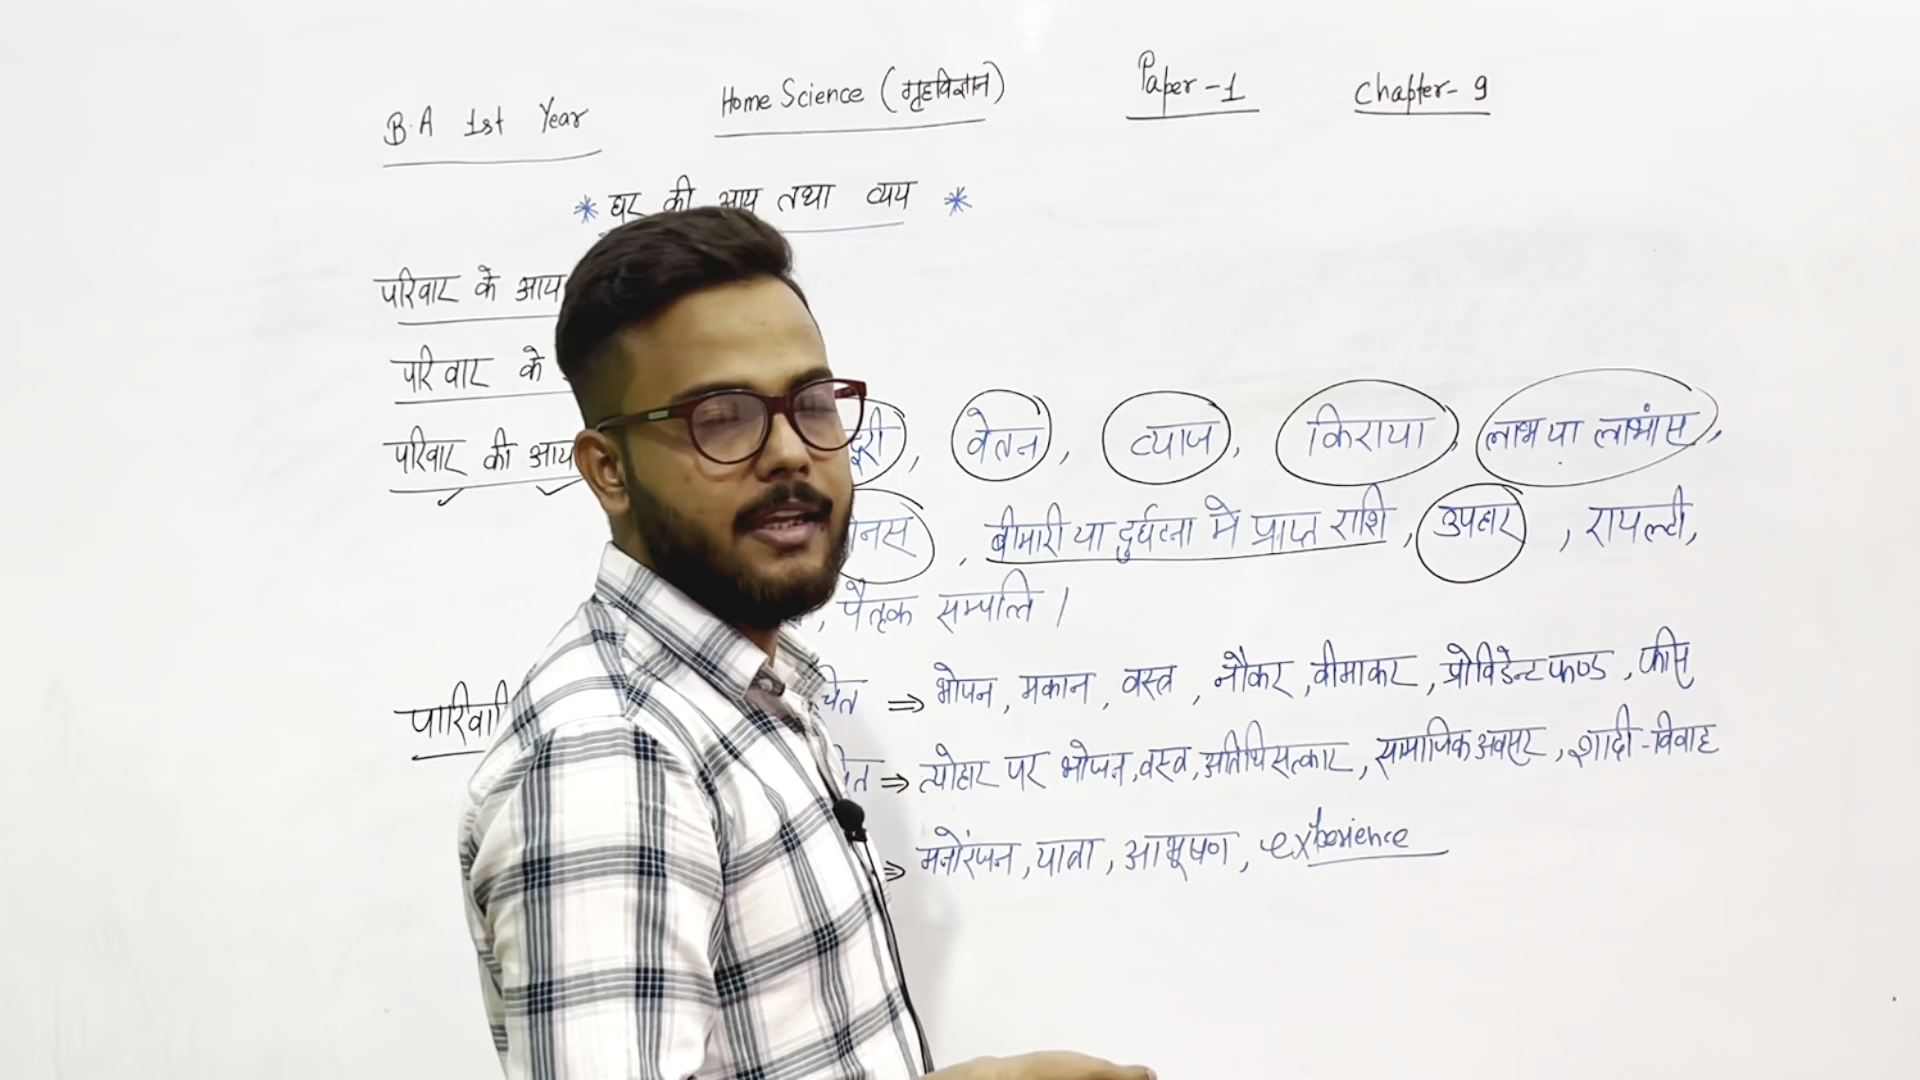 B.A 1st Year Home Science (गृहविज्ञान) Paper-1 Chapter-9
* घर की आय तथा व्यय *
परिवार के आय
परिवार के
परिवार की आय वेतन, ब्याज, किराया, लाभ या लाभांस,
बीमारी या दुर्घटना मे प्राप्त राशि, उपहार, रायल्टी,
, पैतृक सम्पत्ति।
⇒ भोजन, मकान, वस्त्र, नौकर, बीमाकर, प्रोविडेन्ट फण्ड, फीस
⇒ त्योहार पर भोजन, वस्त्र, अतिथि सत्कार, सामाजिक अवसर, शादी-विवाह
⇒ मनोरंजन, यात्रा, आभूषण, experience